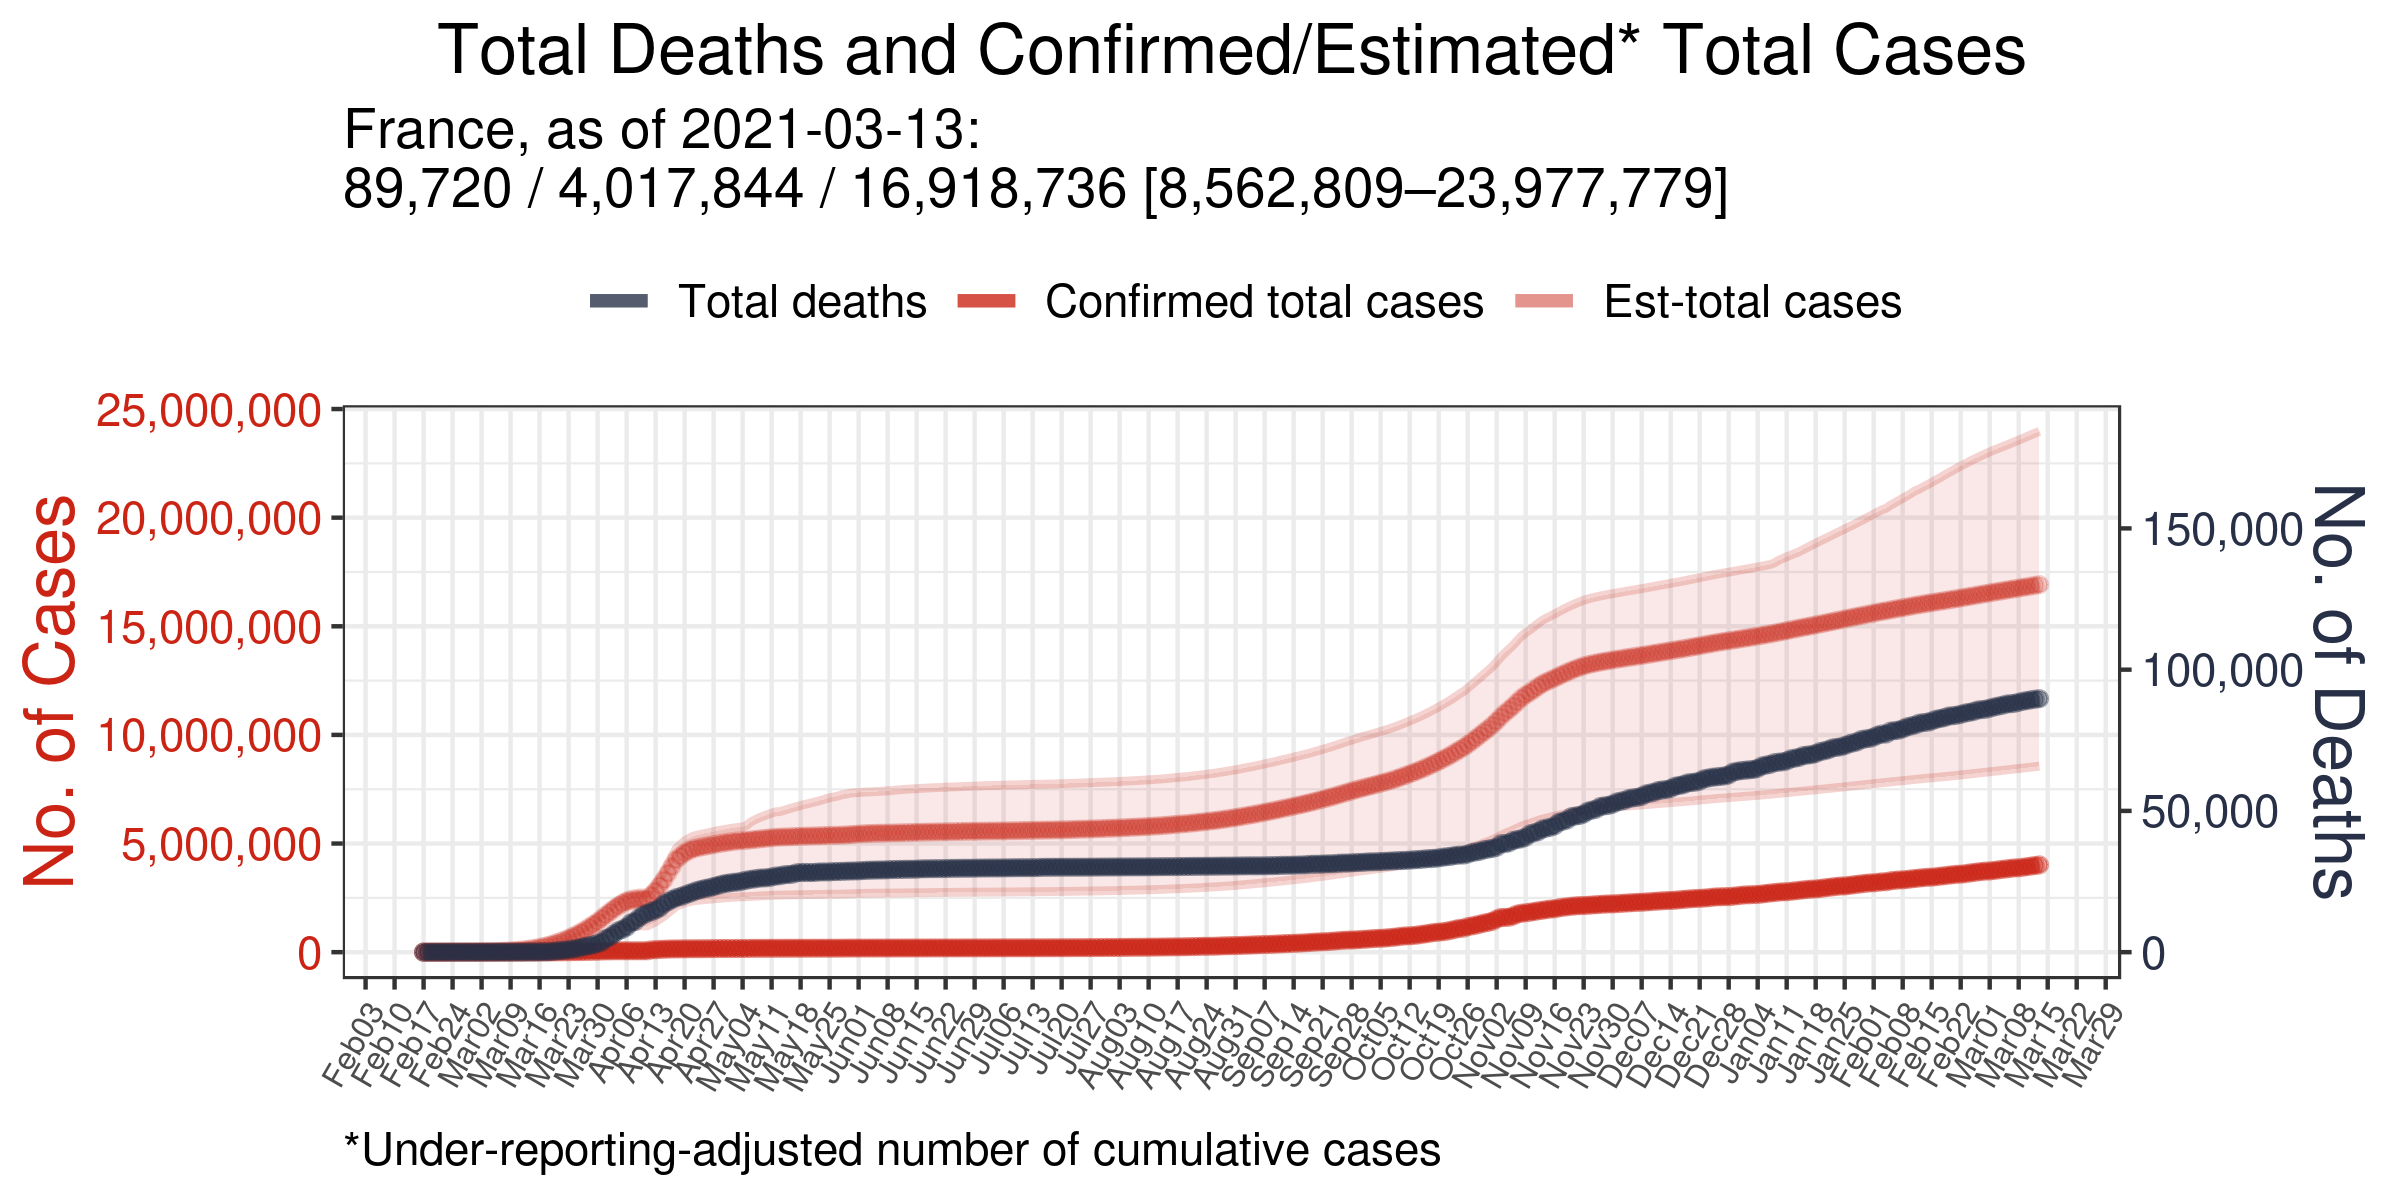 Total Deaths and Confirmed/Estimated* Total Cases
France, as of 2021-03-13:
89,720 / 4,017,844 / 16,918,736 [8,562,809–23,977,779]
Total deaths
Confirmed total cases
Est-total cases
No. of Cases
25,000,000
20,000,000
15,000,000
10,000,000
5,000,000
0
150,000
100,000
50,000
0
No. of Deaths
Feb03
Feb10
Feb17
Feb24
Mar02
Mar09
Mar16
Mar23
Mar30
Apr06
Apr13
Apr20
Apr27
May04
May11
May18
May25
Jun01
Jun08
Jun15
Jun22
Jun29
Jul06
Jul13
Jul20
Jul27
Aug03
Aug10
Aug17
Aug24
Aug31
Sep07
Sep14
Sep21
Sep28
Oct05
Oct12
Oct19
Oct26
Nov02
Nov09
Nov16
Nov23
Nov30
Dec07
Dec14
Dec21
Dec28
Jan04
Jan11
Jan18
Jan25
Feb01
Feb08
Feb15
Feb22
Mar01
Mar08
Mar15
Mar22
Mar29
*Under-reporting-adjusted number of cumulative cases